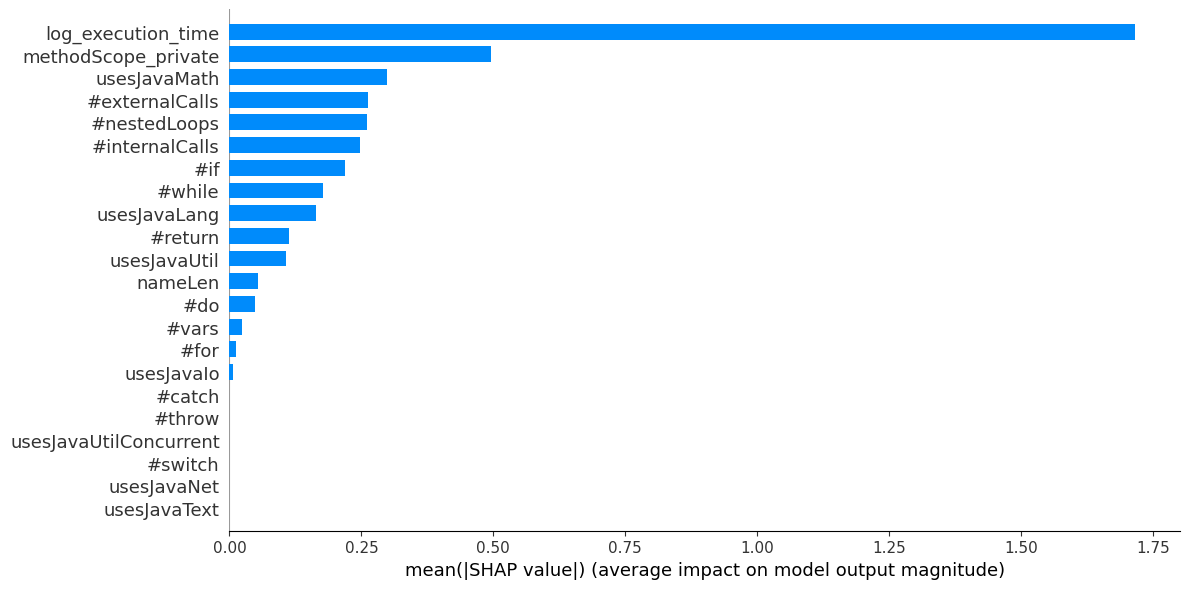 log_execution_time
methodScope_private
usesJavaMath
#externalCalls
#nestedLoops
#internalCalls
#if
#while
usesJavaLang
#return
usesJavaUtil
nameLen
#do
#vars
#for
usesJavaIo
#catch
#throw
usesJavaUtilConcurrent
#switch
usesJavaNet
usesJavaText
0.00 0.25 0.50 0.75 1.00 1.25 1.50 1.75
mean(|SHAP value|) (average impact on model output magnitude)